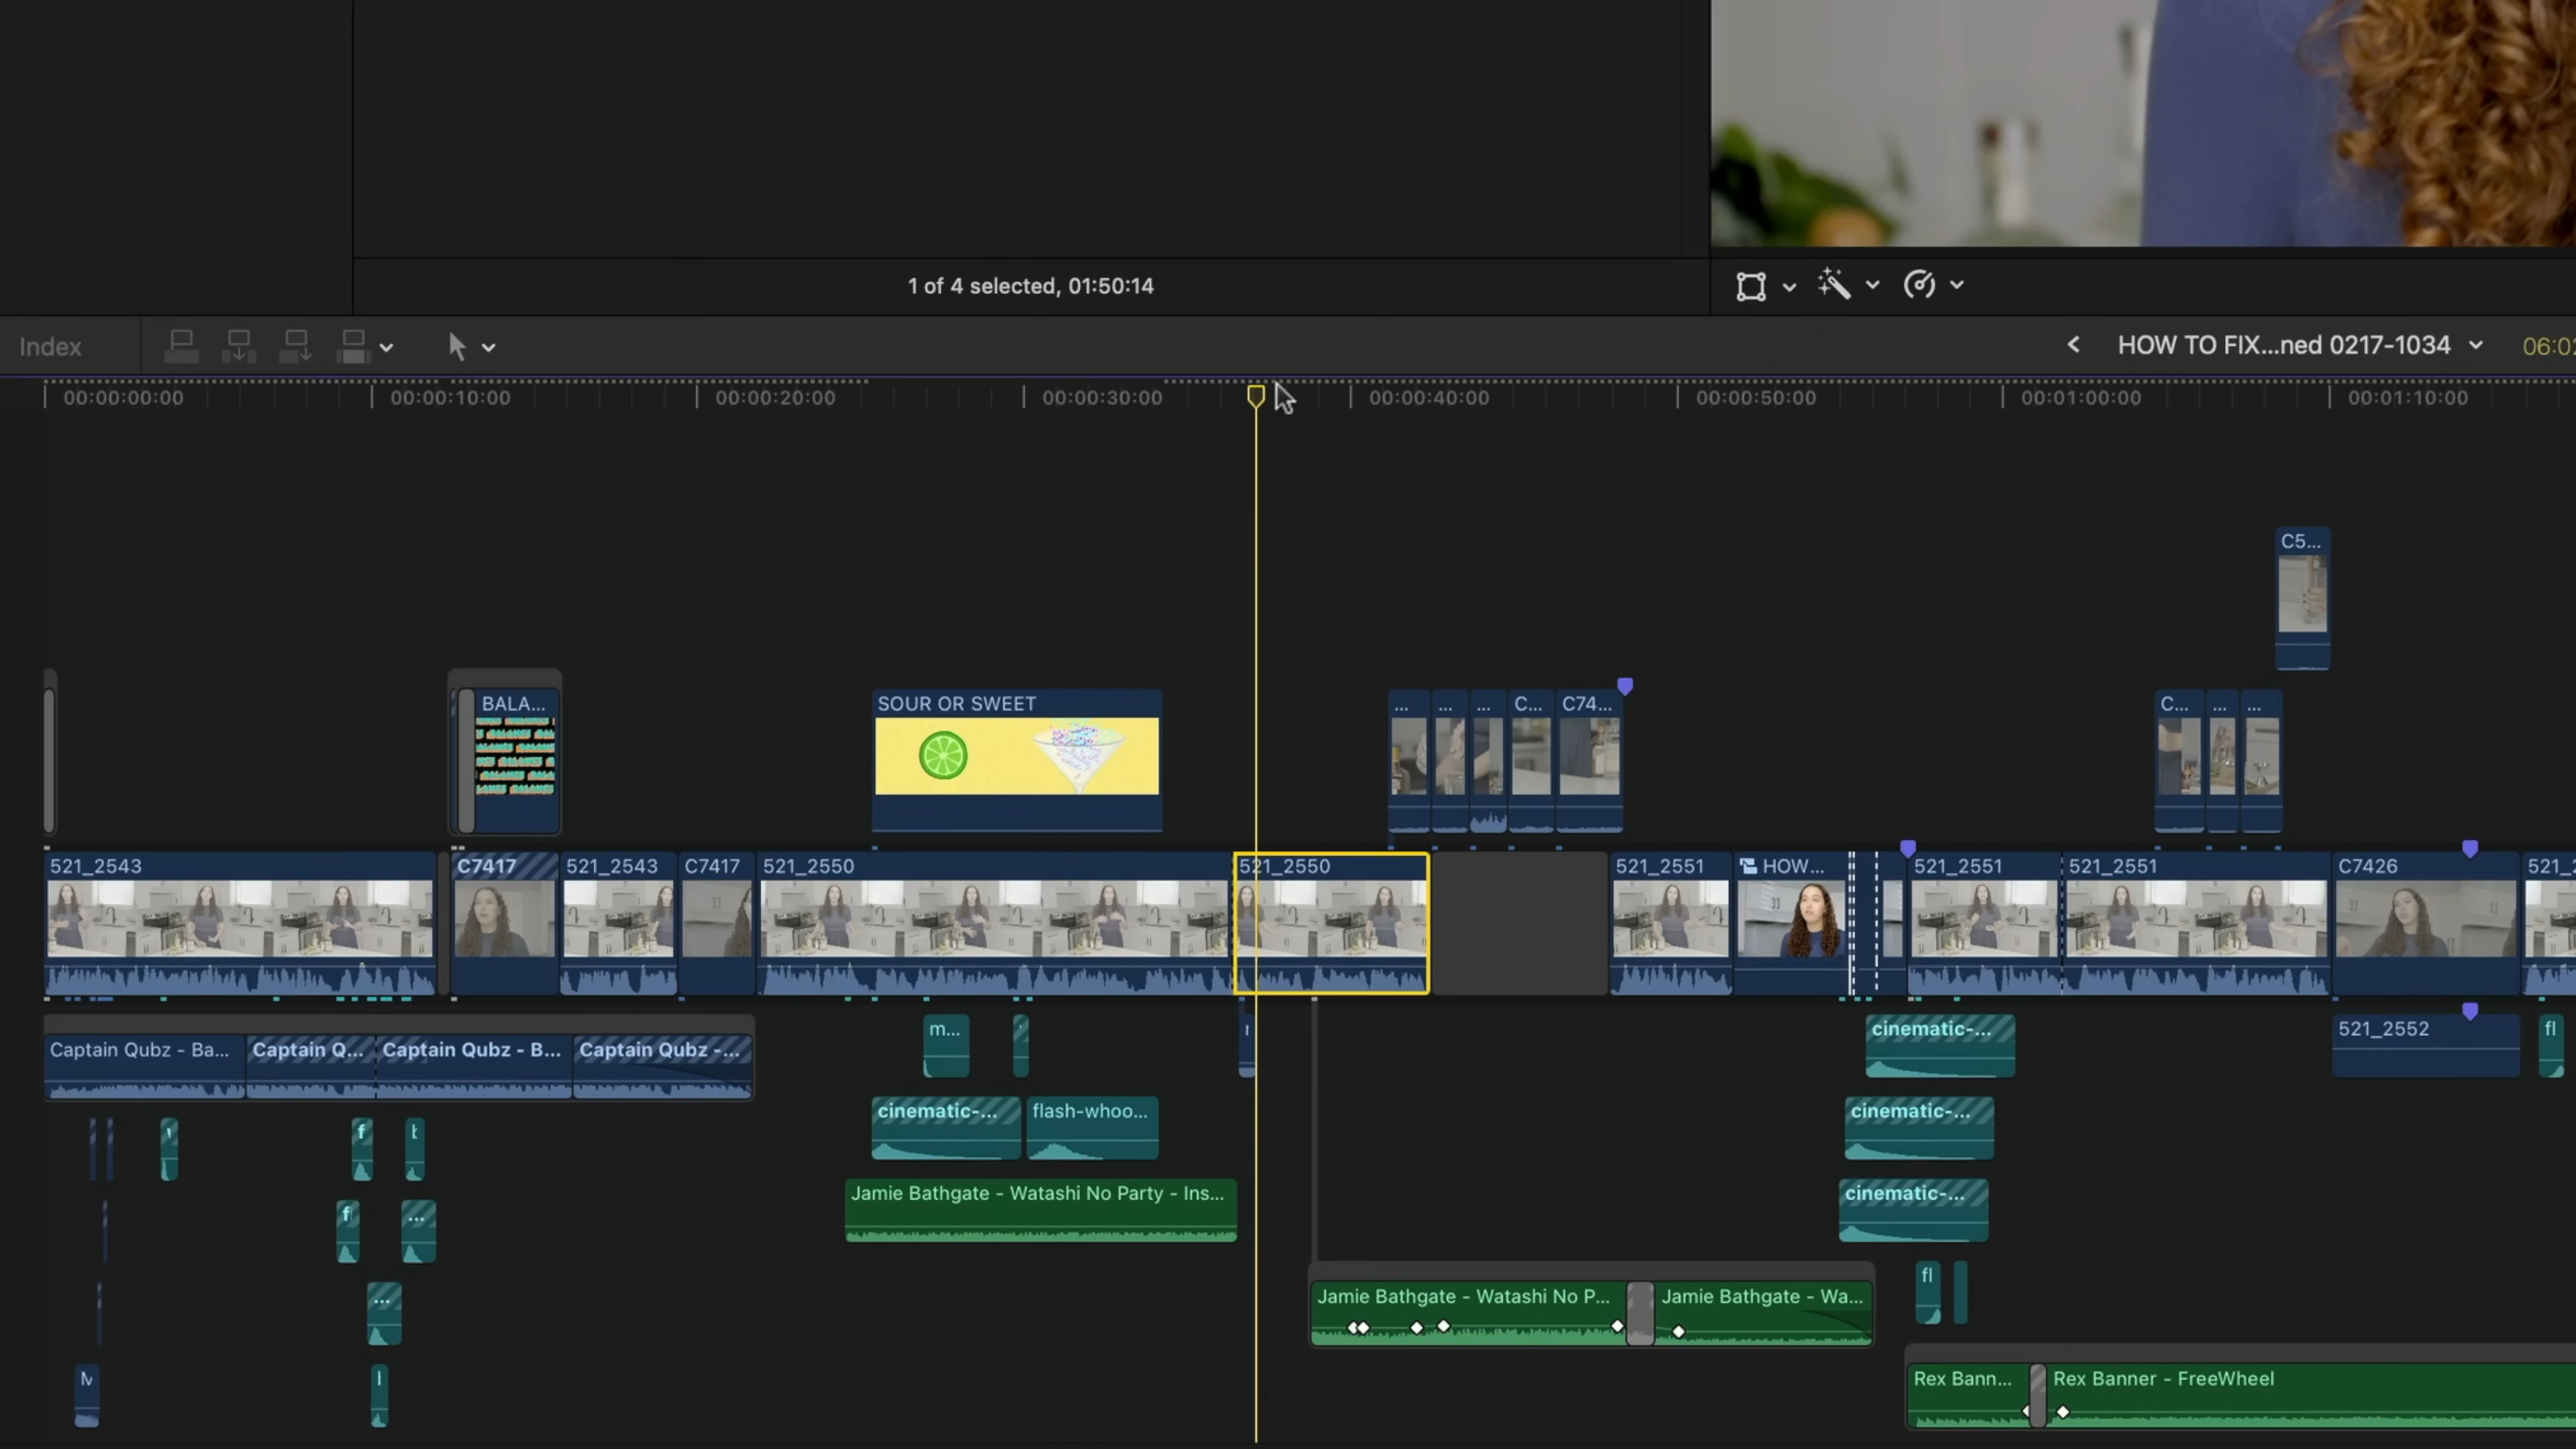 1 of 4 selected, 01:50:14
Index
HOW TO FIX...ned 0217-1034
06:02
00:00:00:00
00:00:10:00
00:00:20:00
00:00:30:00
00:00:40:00
00:00:50:00
00:01:00:00
00:01:10:00
C5...
BALA...
SOUR OR SWEET
...
...
...
C...
C74...
C...
...
...
521_2543
C7417
521_2543
C7417
521_2550
521_2550
521_2551
HOW...
521_2551
521_2551
C7426
521_2
m...
cinematic-...
521_2552
fl
Captain Qubz - Ba...
Captain Q...
Captain Qubz - B...
Captain Qubz -...
cinematic-...
flash-whoo...
cinematic-...
f
Jamie Bathgate - Watashi No Party - Ins...
cinematic-...
f
...
fl
Jamie Bathgate - Watashi No P...
Jamie Bathgate - Wa...
...
M
Rex Bann...
Rex Banner - FreeWheel